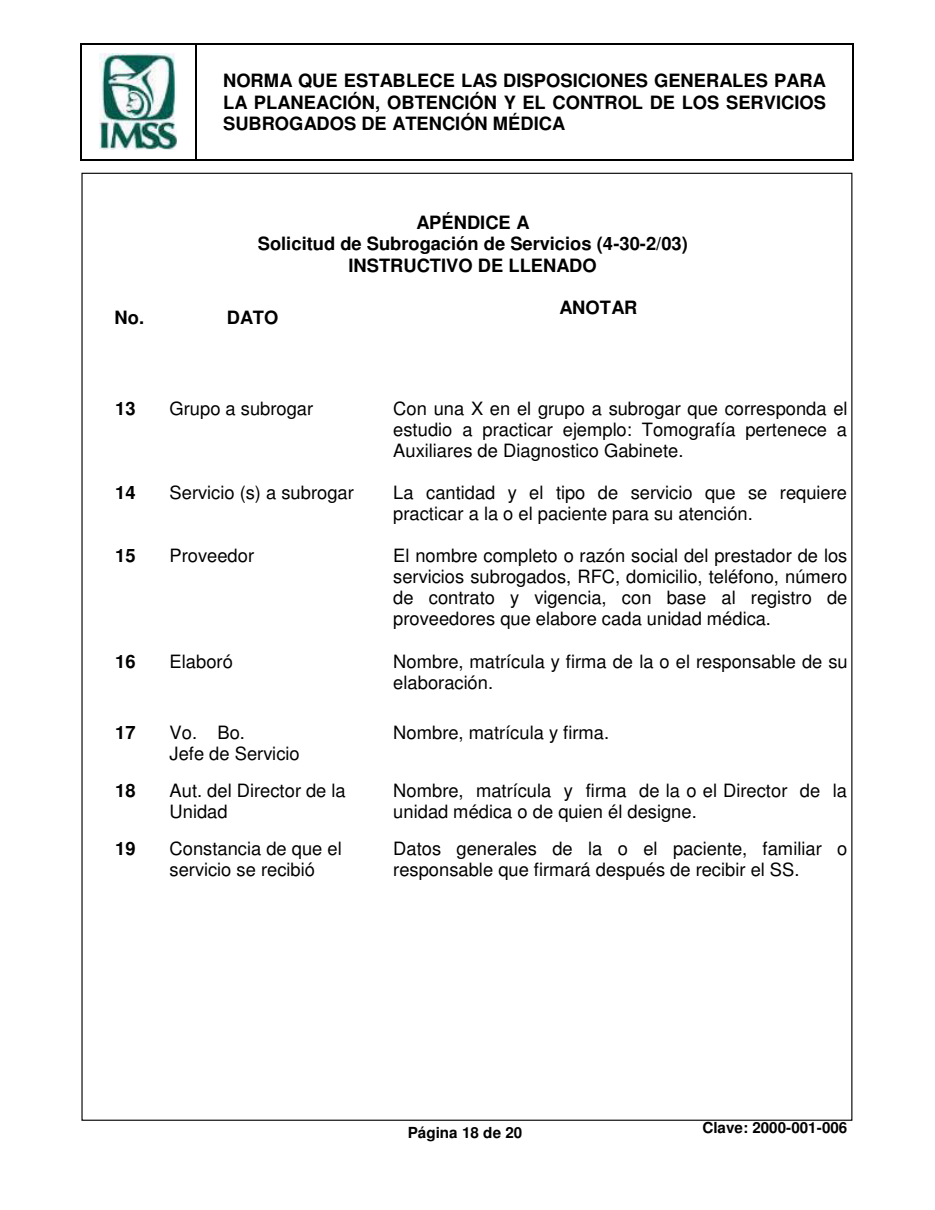 IMSS
NORMA QUE ESTABLECE LAS DISPOSICIONES GENERALES PARA
LA PLANEACIÓN, OBTENCIÓN Y EL CONTROL DE LOS SERVICIOS
SUBROGADOS DE ATENCIÓN MÉDICA
APÉNDICE A
Solicitud de Subrogación de Servicios (4-30-2/03)
INSTRUCTIVO DE LLENADO
No. DATO ANOTAR
13 Grupo a subrogar Con una X en el grupo a subrogar que corresponda el
estudio a practicar ejemplo: Tomografía pertenece a
Auxiliares de Diagnostico Gabinete.
14 Servicio (s) a subrogar La cantidad y el tipo de servicio que se requiere
practicar a la o el paciente para su atención.
15 Proveedor El nombre completo o razón social del prestador de los
servicios subrogados, RFC, domicilio, teléfono, número
de contrato y vigencia, con base al registro de
proveedores que elabore cada unidad médica.
16 Elaboró Nombre, matrícula y firma de la o el responsable de su
elaboración.
17 Vo. Bo. Nombre, matrícula y firma.
Jefe de Servicio
18 Aut. del Director de la Nombre, matrícula y firma de la o el Director de la
Unidad unidad médica o de quien él designe.
19 Constancia de que el Datos generales de la o el paciente, familiar o
servicio se recibió responsable que firmará después de recibir el SS.
Página 18 de 20 Clave: 2000-001-006